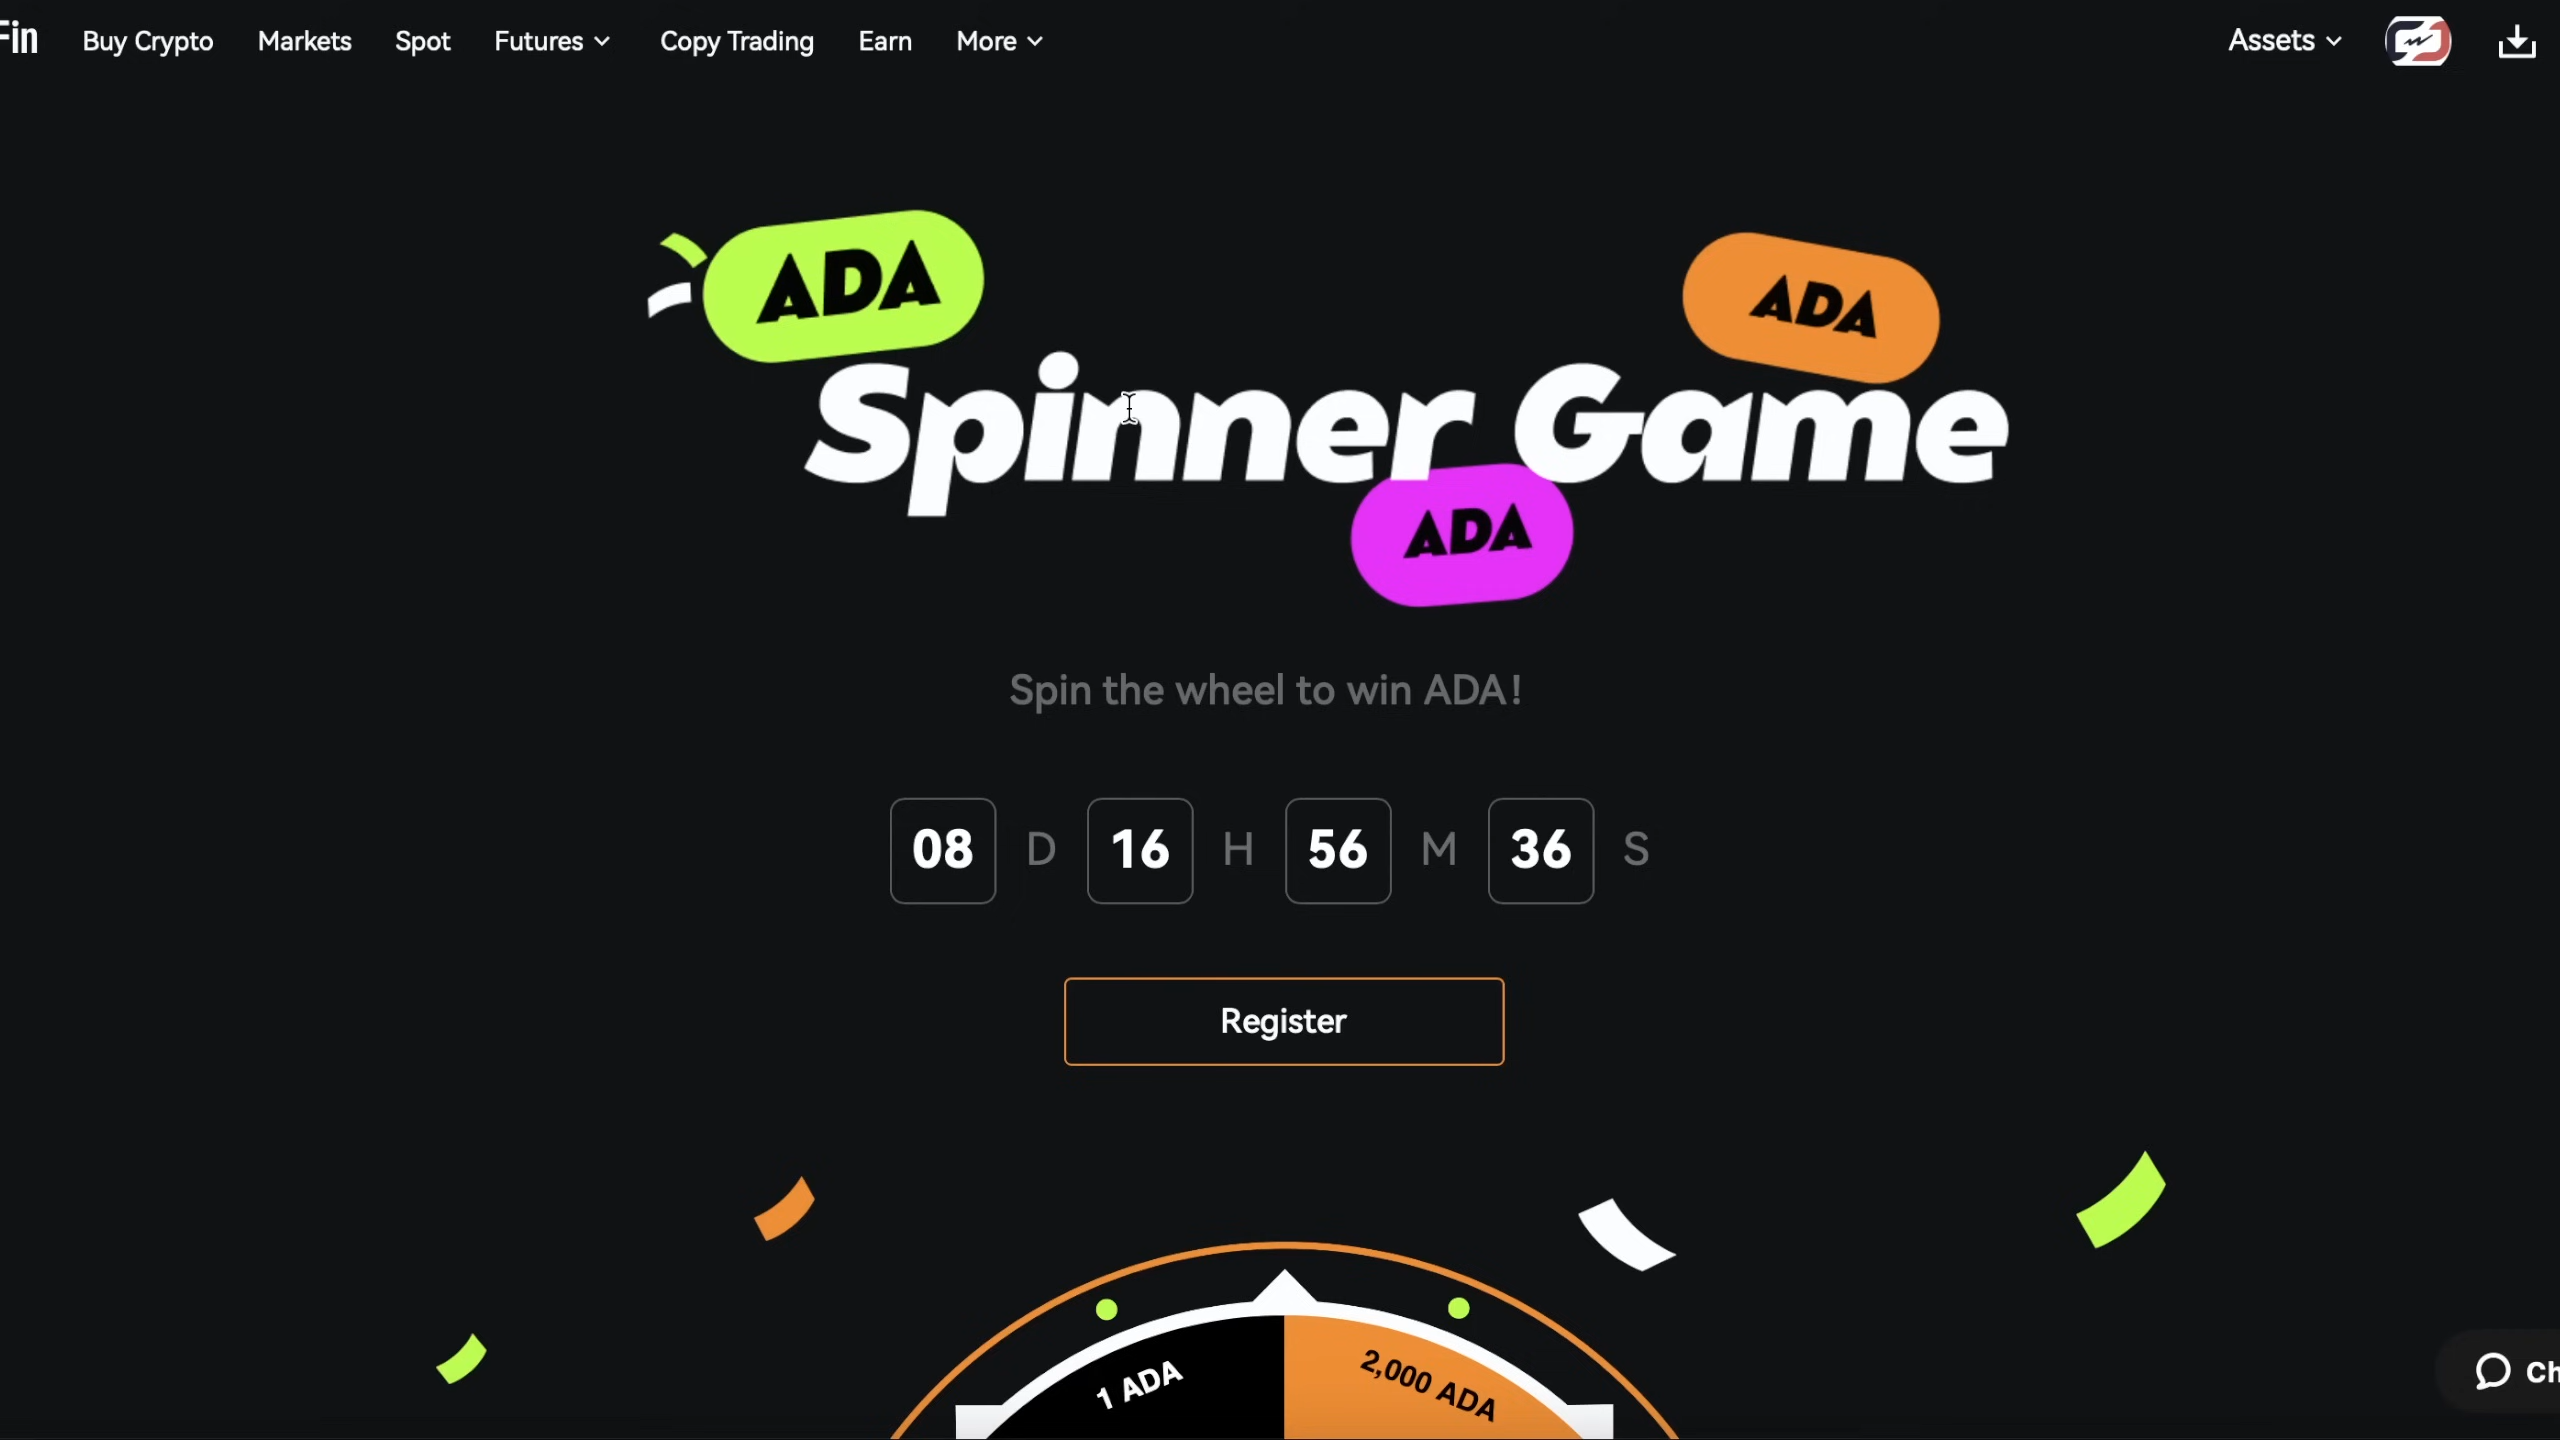 Fin Buy Crypto Markets Spot Futures Copy Trading Earn More Assets
ADA
ADA
Spinner Game
ADA
Spin the wheel to win ADA!
08 D 16 H 56 M 36 S
Register
1 ADA
2,000 ADA
Ch